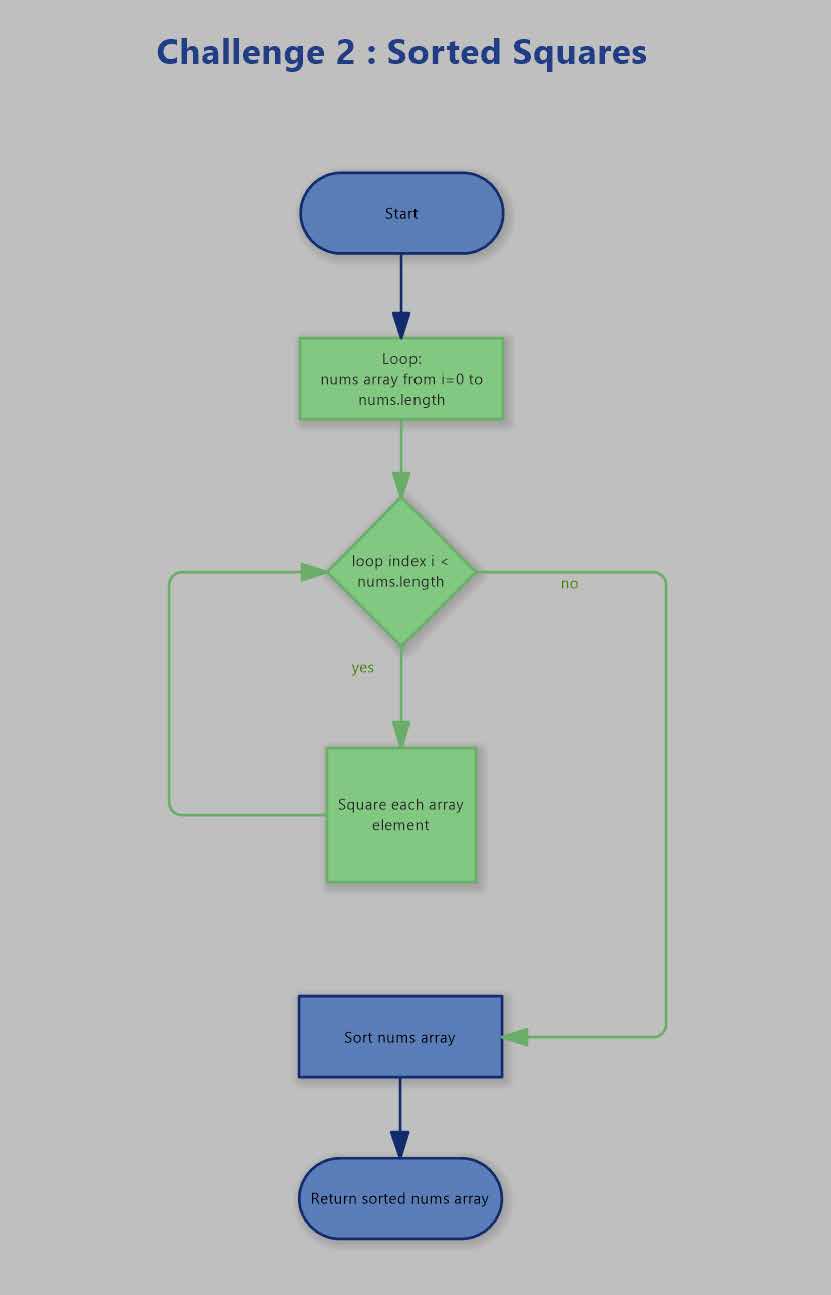 Challenge 2 : Sorted Squares
Start
Loop:
nums array from i=0 to
nums.length
loop index i <
nums.length
no
yes
Square each array
element
Sort nums array
Return sorted nums array